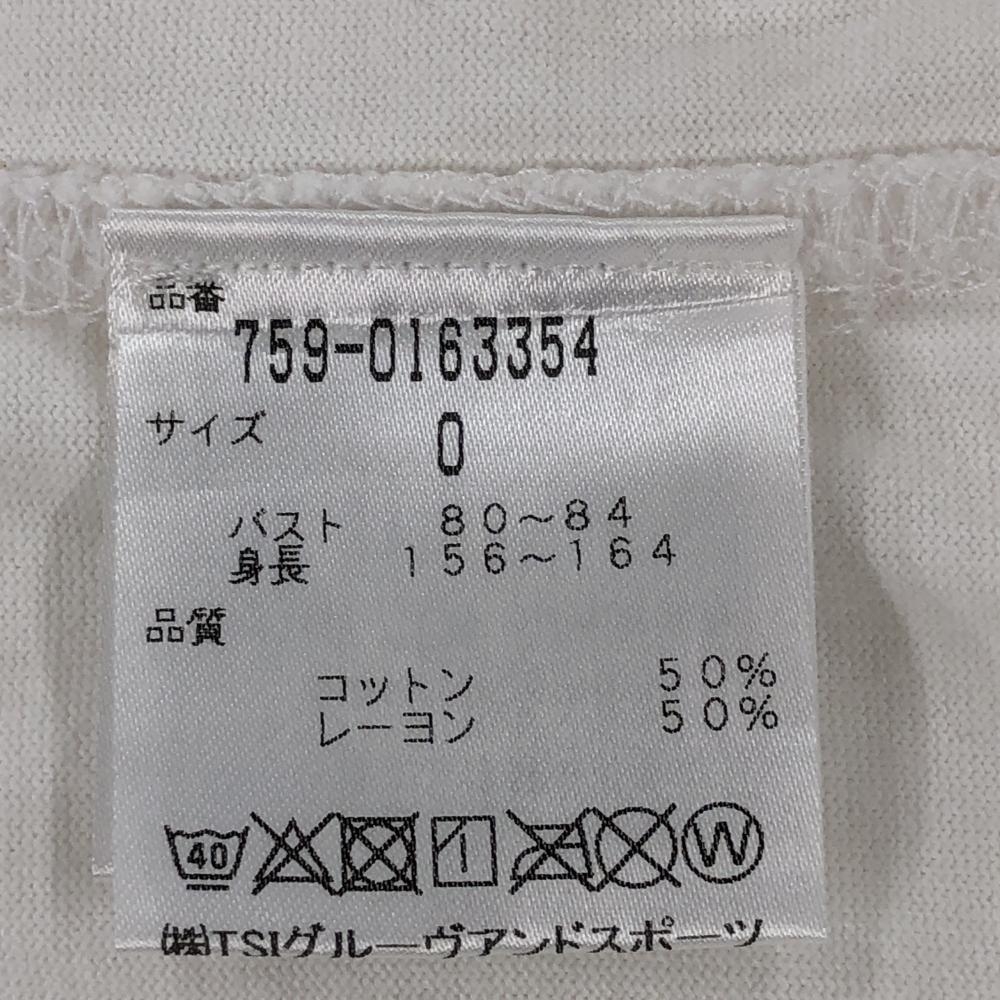 品番
759-0163354
サイズ 0
バスト 80〜84
身長 156〜164
品質
コットン 50%
レーヨン 50%
40 W
㈱TSIグルーヴアンドスポーツ